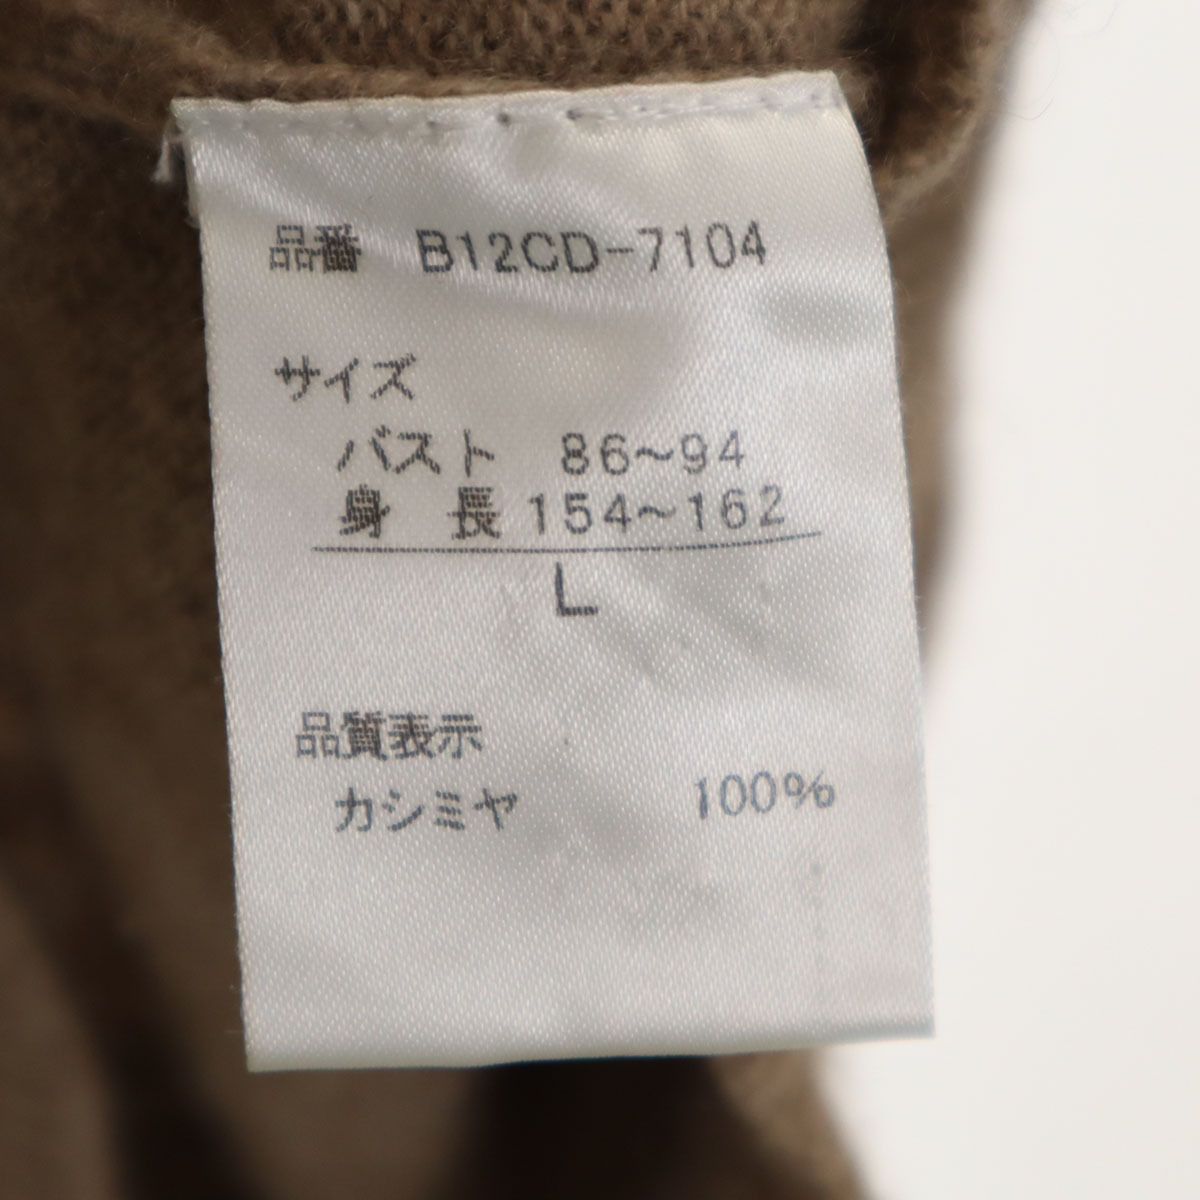 品番 B12CD-7104
サイズ
バスト 86~94
身長 154~162
L
品質表示
カシミヤ 100%